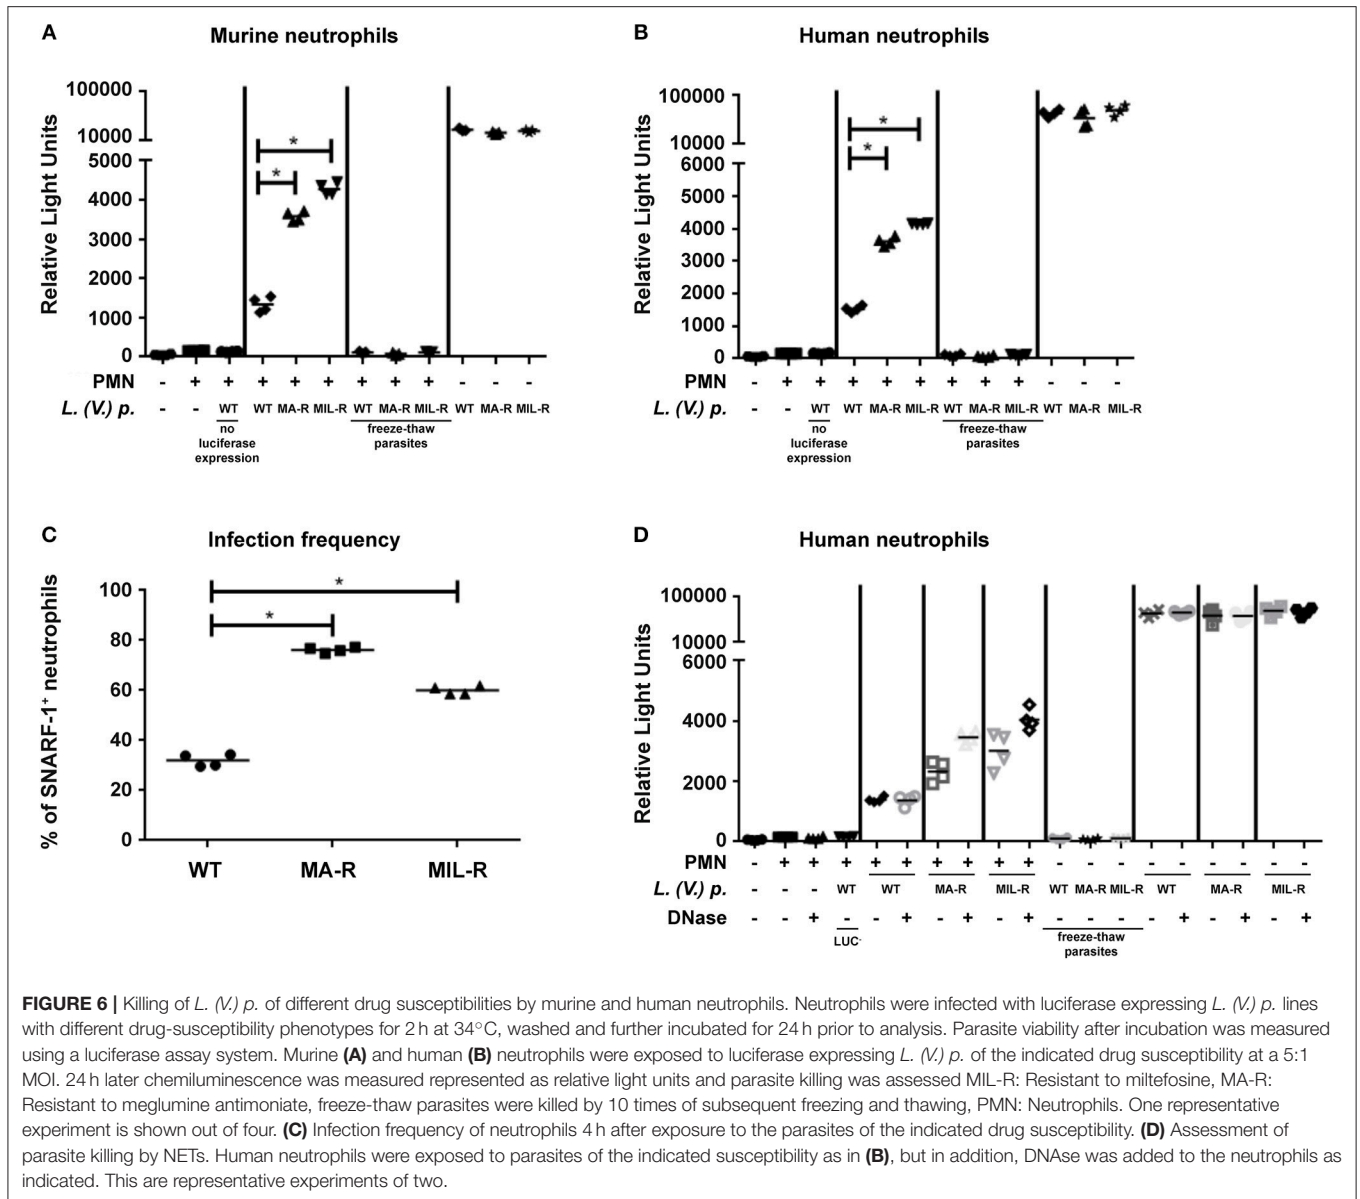 A
Murine neutrophils
Relative Light Units
100000
10000
5000
4000
3000
2000
1000
0
*
*
PMN - + + + + + + + + - - -
L. (V.) p. - - WT WT MA-R MIL-R WT MA-R MIL-R WT MA-R MIL-R
no luciferase expression
freeze-thaw parasites
B
Human neutrophils
Relative Light Units
100000
10000
6000
5000
4000
3000
2000
1000
0
*
*
PMN - + + + + + + + + - - -
L. (V.) p. - - WT WT MA-R MIL-R WT MA-R MIL-R WT MA-R MIL-R
no luciferase expression
freeze-thaw parasites
C
Infection frequency
% of SNARF-1+ neutrophils
100
80
60
40
20
0
*
*
WT MA-R MIL-R
D
Human neutrophils
Relative Light Units
100000
10000
6000
4000
2000
0
PMN - + + + + + + + + + - - - - - - - - -
L. (V.) p. - - - WT WT MA-R MIL-R WT MA-R MIL-R WT MA-R MIL-R
DNase - - + - - + - + - + - - - - + - + - +
LUC-
freeze-thaw parasites
FIGURE 6 | Killing of L. (V.) p. of different drug susceptibilities by murine and human neutrophils. Neutrophils were infected with luciferase expressing L. (V.) p. lines
with different drug-susceptibility phenotypes for 2 h at 34°C, washed and further incubated for 24 h prior to analysis. Parasite viability after incubation was measured
using a luciferase assay system. Murine (A) and human (B) neutrophils were exposed to luciferase expressing L. (V.) p. of the indicated drug susceptibility at a 5:1
MOI. 24 h later chemiluminescence was measured represented as relative light units and parasite killing was assessed MIL-R: Resistant to miltefosine, MA-R:
Resistant to meglumine antimoniate, freeze-thaw parasites were killed by 10 times of subsequent freezing and thawing, PMN: Neutrophils. One representative
experiment is shown out of four. (C) Infection frequency of neutrophils 4 h after exposure to the parasites of the indicated drug susceptibility. (D) Assessment of
parasite killing by NETs. Human neutrophils were exposed to parasites of the indicated susceptibility as in (B), but in addition, DNAse was added to the neutrophils as
indicated. This are representative experiments of two.